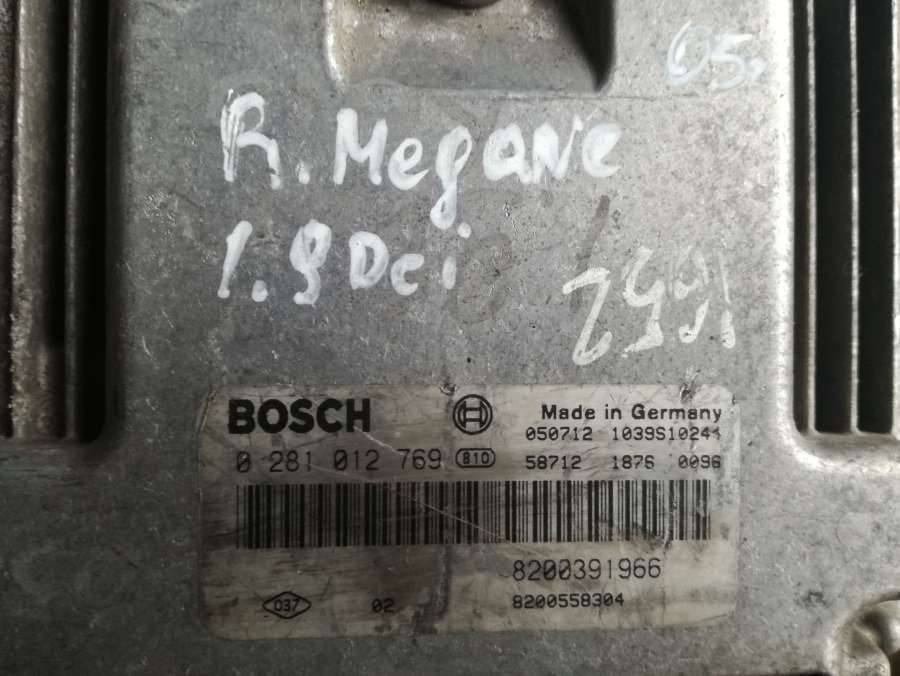 05.
R. Megane
1.9 Dci
BOSCH
Made in Germany
050712 1039S10244
0 281 012 769 810
58712 1876 0096
8200391966
037 02 8200558304